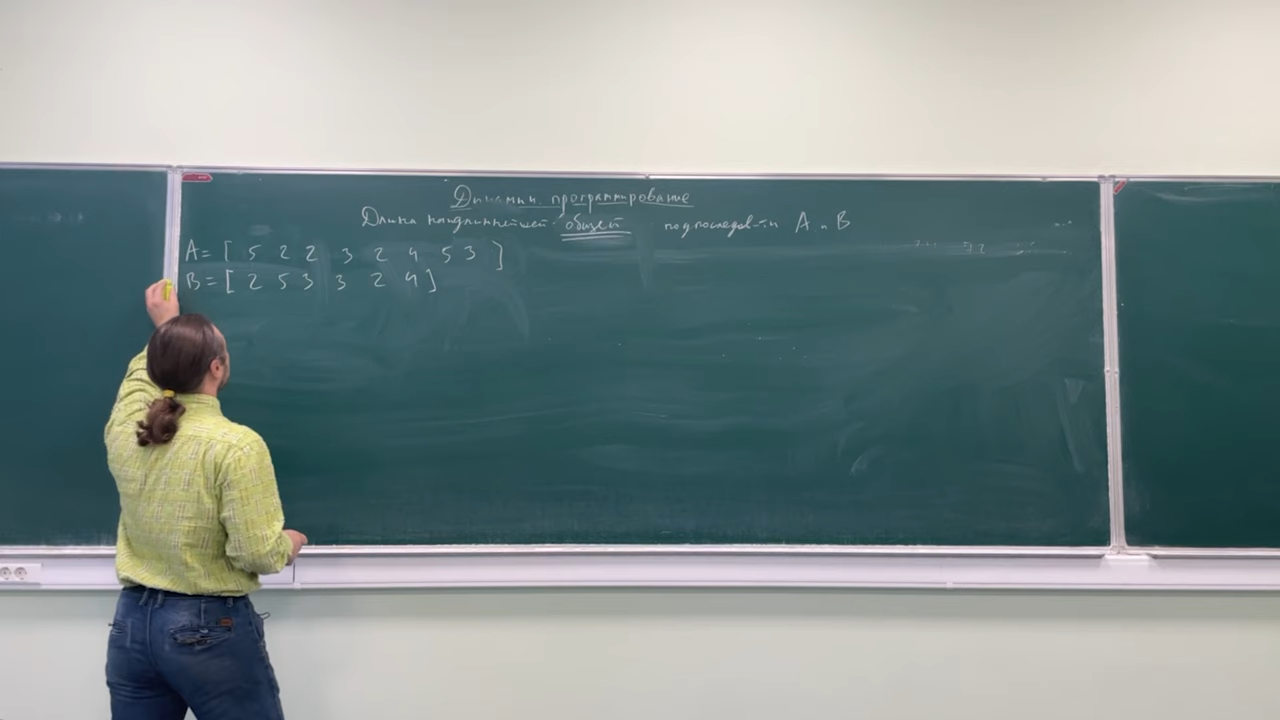 Динамич. программирование
Длина наидлиннейшей общей подпоследов-ти A и B
A= [ 5 2 2 3 2 4 5 3 ]
B= [ 2 5 3 3 2 4 ]